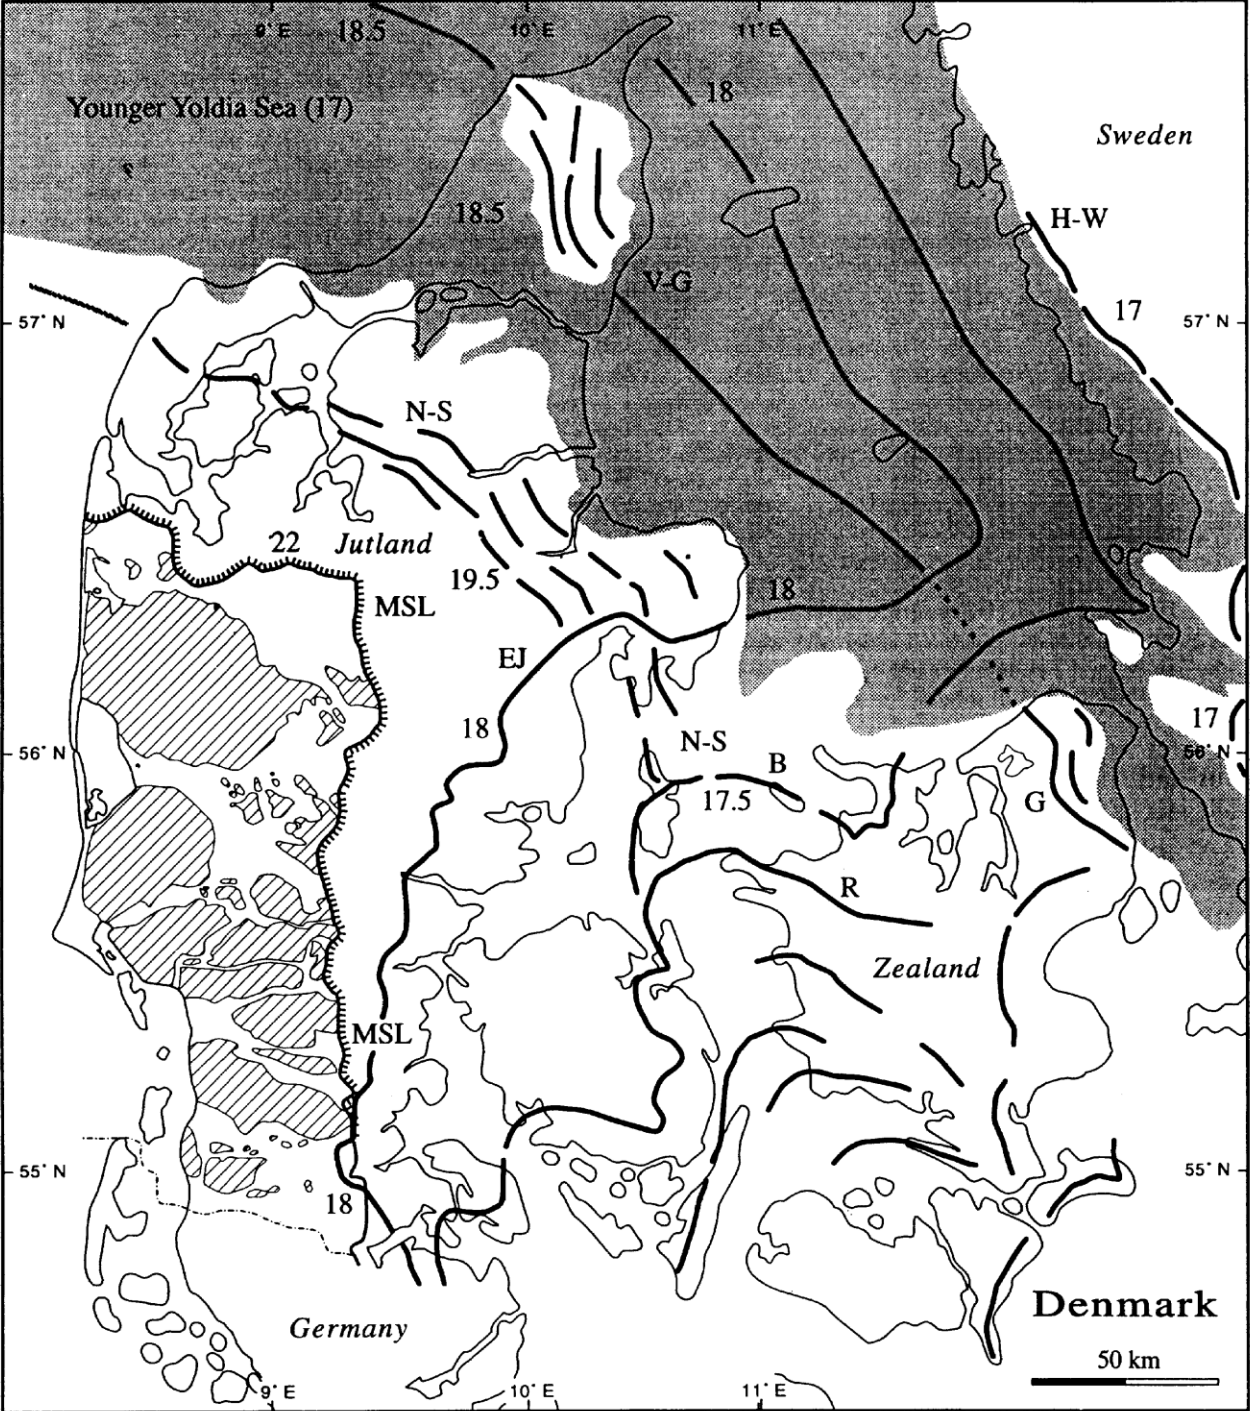 9° E
18.5
10° E
11° E
18
Younger Yoldia Sea (17)
Sweden
18.5
H-W
V-G
17
57° N
57° N
N-S
22
Jutland
19.5
MSL
18
EJ
18
17
N-S
56° N
56° N
B
17.5
G
R
Zealand
MSL
55° N
55° N
18
Denmark
Germany
50 km
9° E
10° E
11° E